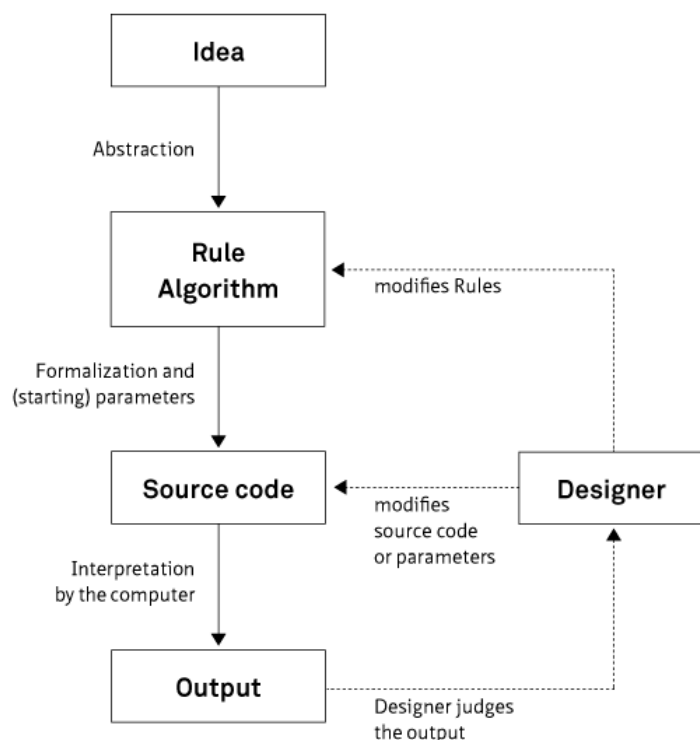 Idea
Abstraction
Rule
Algorithm
modifies Rules
Formalization and
(starting) parameters
Source code
modifies
source code
or parameters
Designer
Interpretation
by the computer
Output
Designer judges
the output